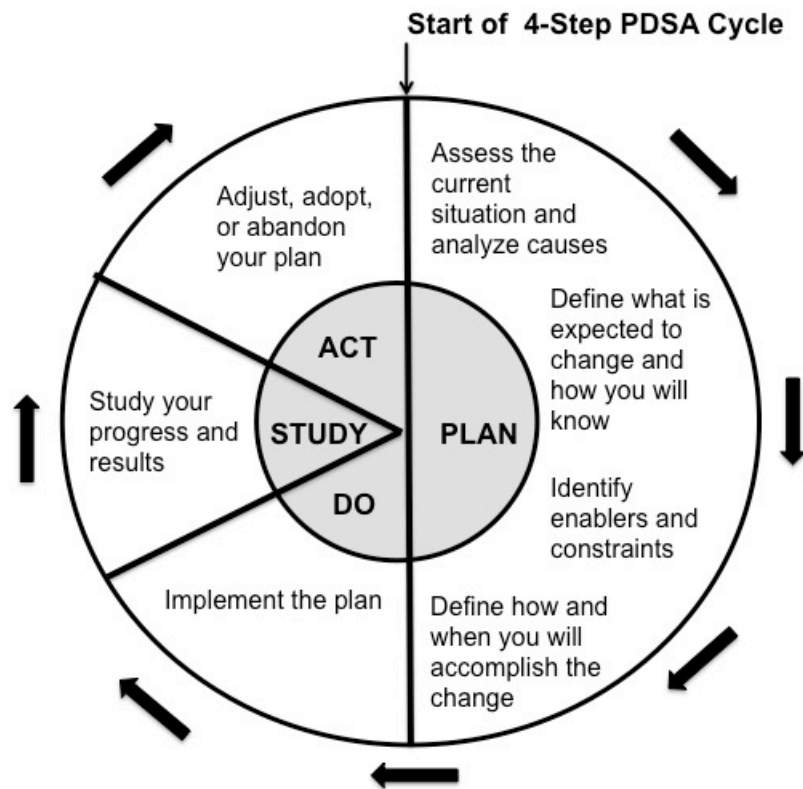 Start of 4-Step PDSA Cycle
Assess the
current
situation and
analyze causes
Define what is
expected to
change and
how you will
know
Identify
enablers and
constraints
Define how and
when you will
accomplish the
change
PLAN
DO
Implement the plan
STUDY
Study your
progress and
results
ACT
Adjust, adopt,
or abandon
your plan